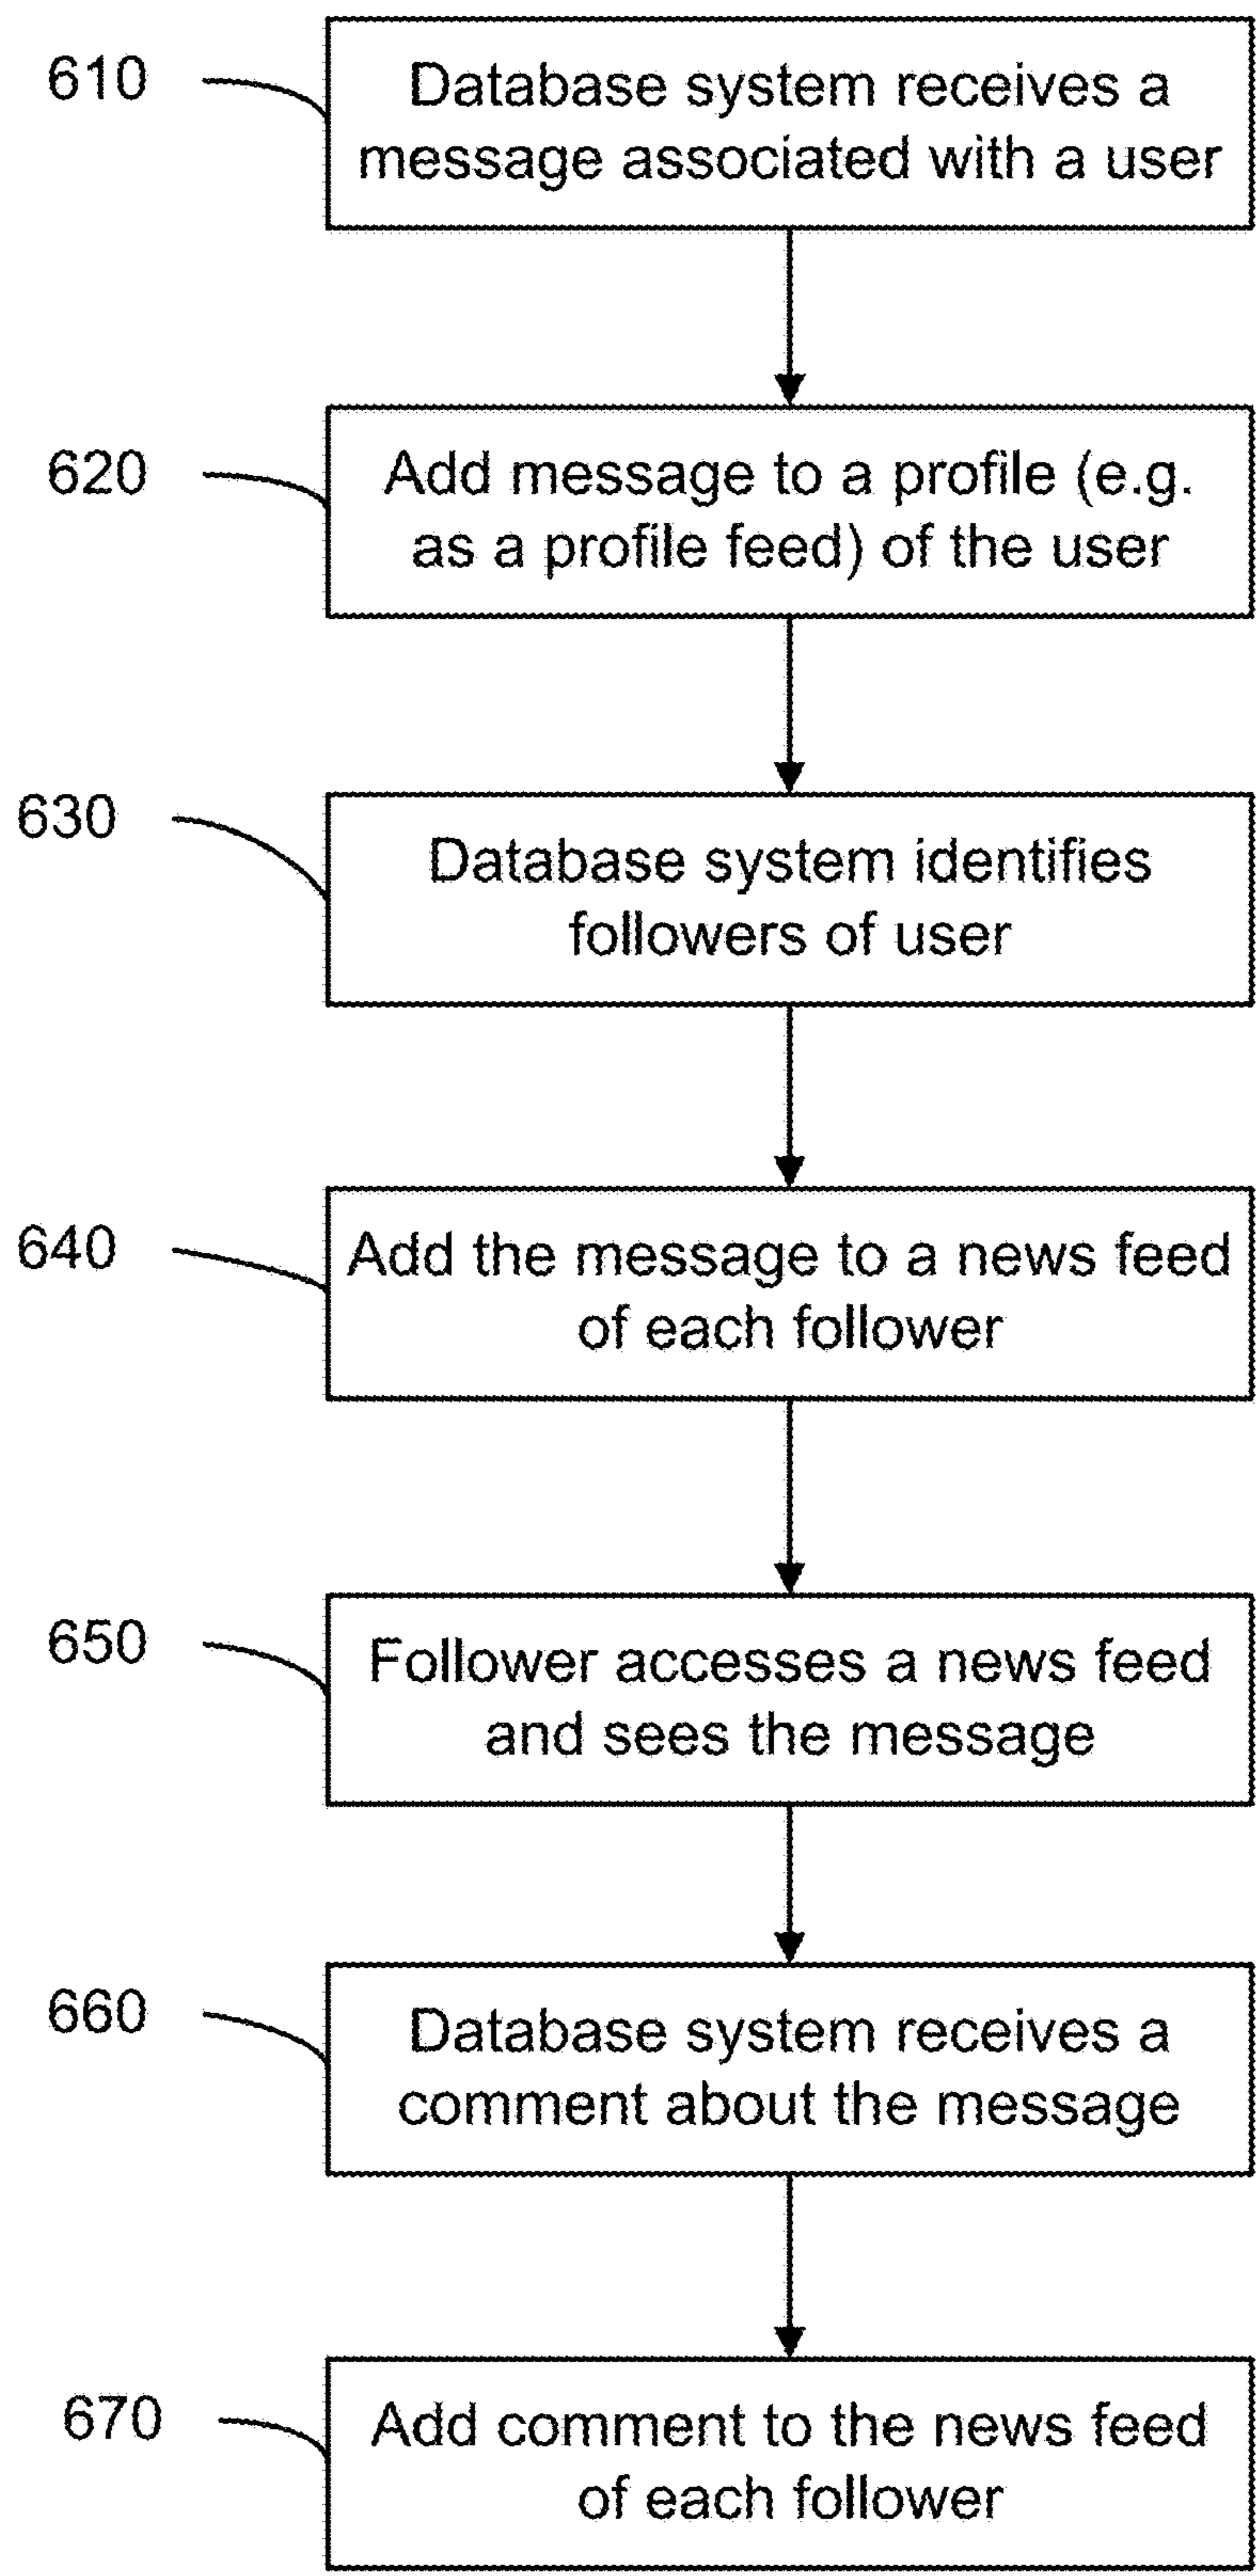 610
Database system receives a
message associated with a user
620
Add message to a profile (e.g.
as a profile feed) of the user
630
Database system identifies
followers of user
640
Add the message to a news feed
of each follower
650
Follower accesses a news feed
and sees the message
660
Database system receives a
comment about the message
670
Add comment to the news feed
of each follower